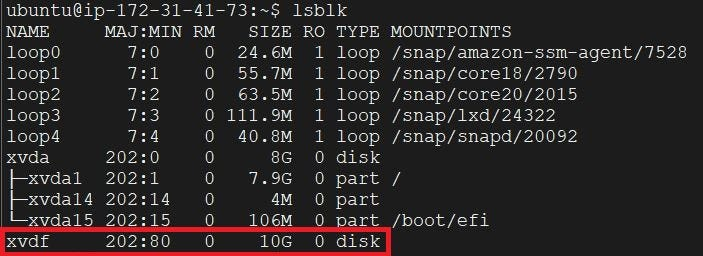 ubuntu@ip-172-31-41-73:~$ lsblk
NAME     MAJ:MIN RM   SIZE RO TYPE MOUNTPOINTS
loop0      7:0    0  24.6M  1 loop /snap/amazon-ssm-agent/7528
loop1      7:1    0  55.7M  1 loop /snap/core18/2790
loop2      7:2    0  63.5M  1 loop /snap/core20/2015
loop3      7:3    0 111.9M  1 loop /snap/lxd/24322
loop4      7:4    0  40.8M  1 loop /snap/snapd/20092
xvda     202:0    0     8G  0 disk
├─xvda1  202:1    0   7.9G  0 part /
├─xvda14 202:14   0     4M  0 part
└─xvda15 202:15   0   106M  0 part /boot/efi
xvdf     202:80   0    10G  0 disk